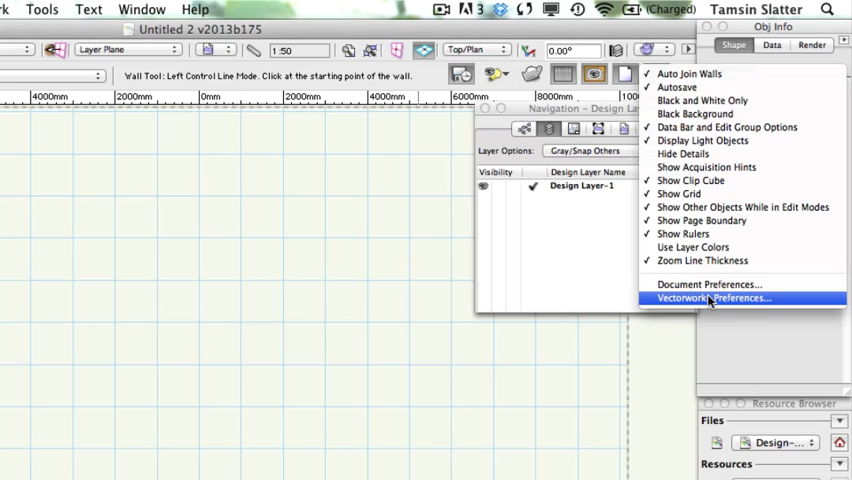 rk Tools Text Window Help 3 (Charged) Tamsin Slatter
Untitled 2 v2013b175
Obj Info
Layer Plane 1:50 Top/Plan 0.00°
Shape Data Render
Wall Tool: Left Control Line Mode. Click at the starting point of the wall.
4000mm 2000mm 0mm 2000mm 4000mm 6000mm 8000mm 1000
Navigation - Design La
Layer Options: Gray/Snap Others
Visibility Design Layer Name
Design Layer-1
Auto Join Walls
Autosave
Black and White Only
Black Background
Data Bar and Edit Group Options
Display Light Objects
Hide Details
Show Acquisition Hints
Show Clip Cube
Show Grid
Show Other Objects While in Edit Modes
Show Page Boundary
Show Rulers
Use Layer Colors
Zoom Line Thickness
Document Preferences...
Vectorworks Preferences...
Resource Browser
Files
Design-...
Resources